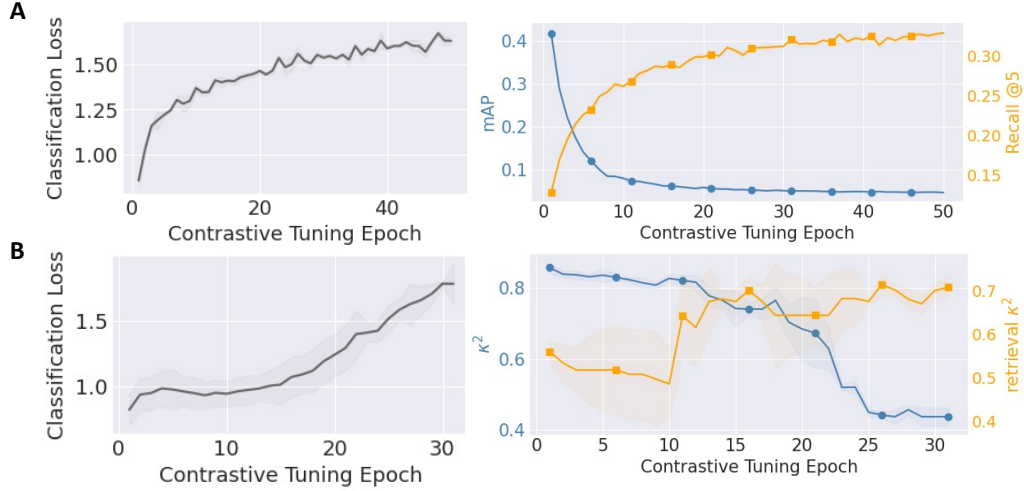 A
Classification Loss
1.50
1.25
1.00
0 20 40
Contrastive Tuning Epoch
mAP
0.4
0.3
0.2
0.1
0 10 20 30 40 50
Contrastive Tuning Epoch
0.30
0.25
0.20
0.15
Recall @5
B
Classification Loss
1.5
1.0
0 10 20 30
Contrastive Tuning Epoch
κ²
0.8
0.6
0.4
0 5 10 15 20 25 30
Contrastive Tuning Epoch
0.7
0.6
0.5
0.4
retrieval κ²